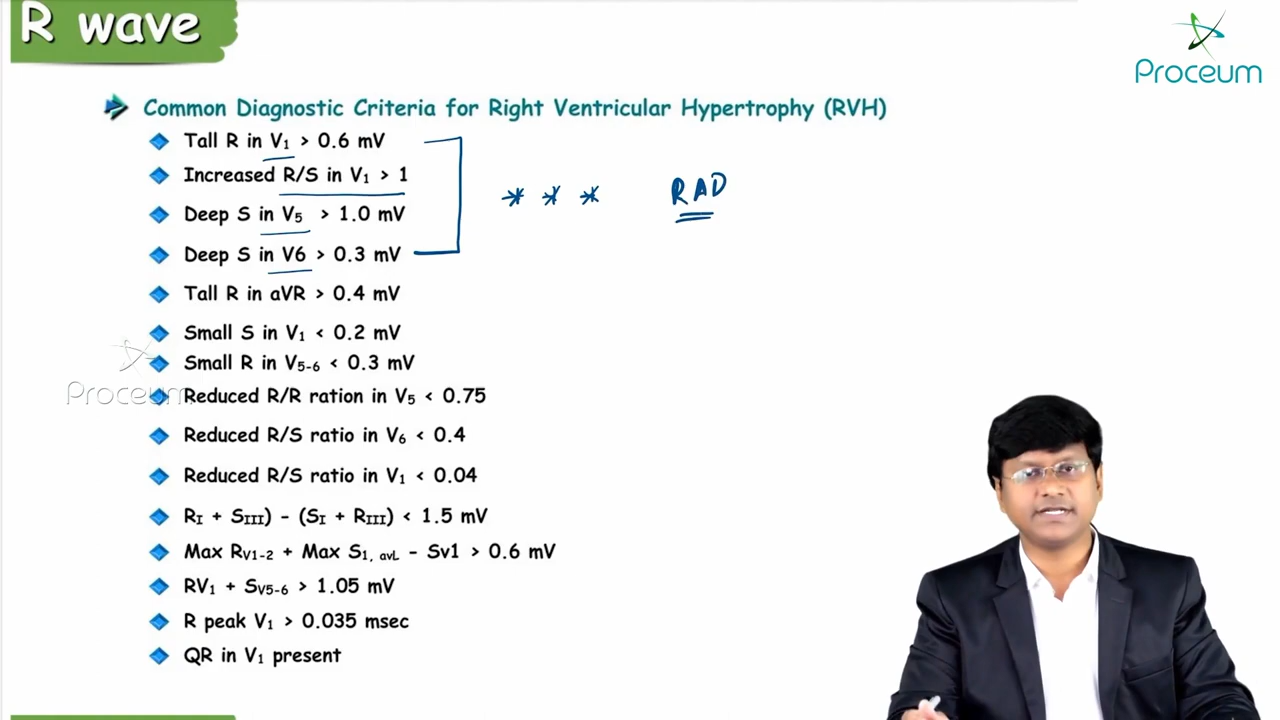 R wave
Proceum
Common Diagnostic Criteria for Right Ventricular Hypertrophy (RVH)
Tall R in V1 > 0.6 mV
Increased R/S in V1 > 1
Deep S in V5 > 1.0 mV
* * * RAD
Deep S in V6 > 0.3 mV
Tall R in aVR > 0.4 mV
Small S in V1 < 0.2 mV
Small R in V5-6 < 0.3 mV
Proceum
Reduced R/R ration in V5 < 0.75
Reduced R/S ratio in V6 < 0.4
Reduced R/S ratio in V1 < 0.04
RI + SIII) - (SI + RIII) < 1.5 mV
Max RV1-2 + Max S1, avL - Sv1 > 0.6 mV
RV1 + SV5-6 > 1.05 mV
R peak V1 > 0.035 msec
QR in V1 present